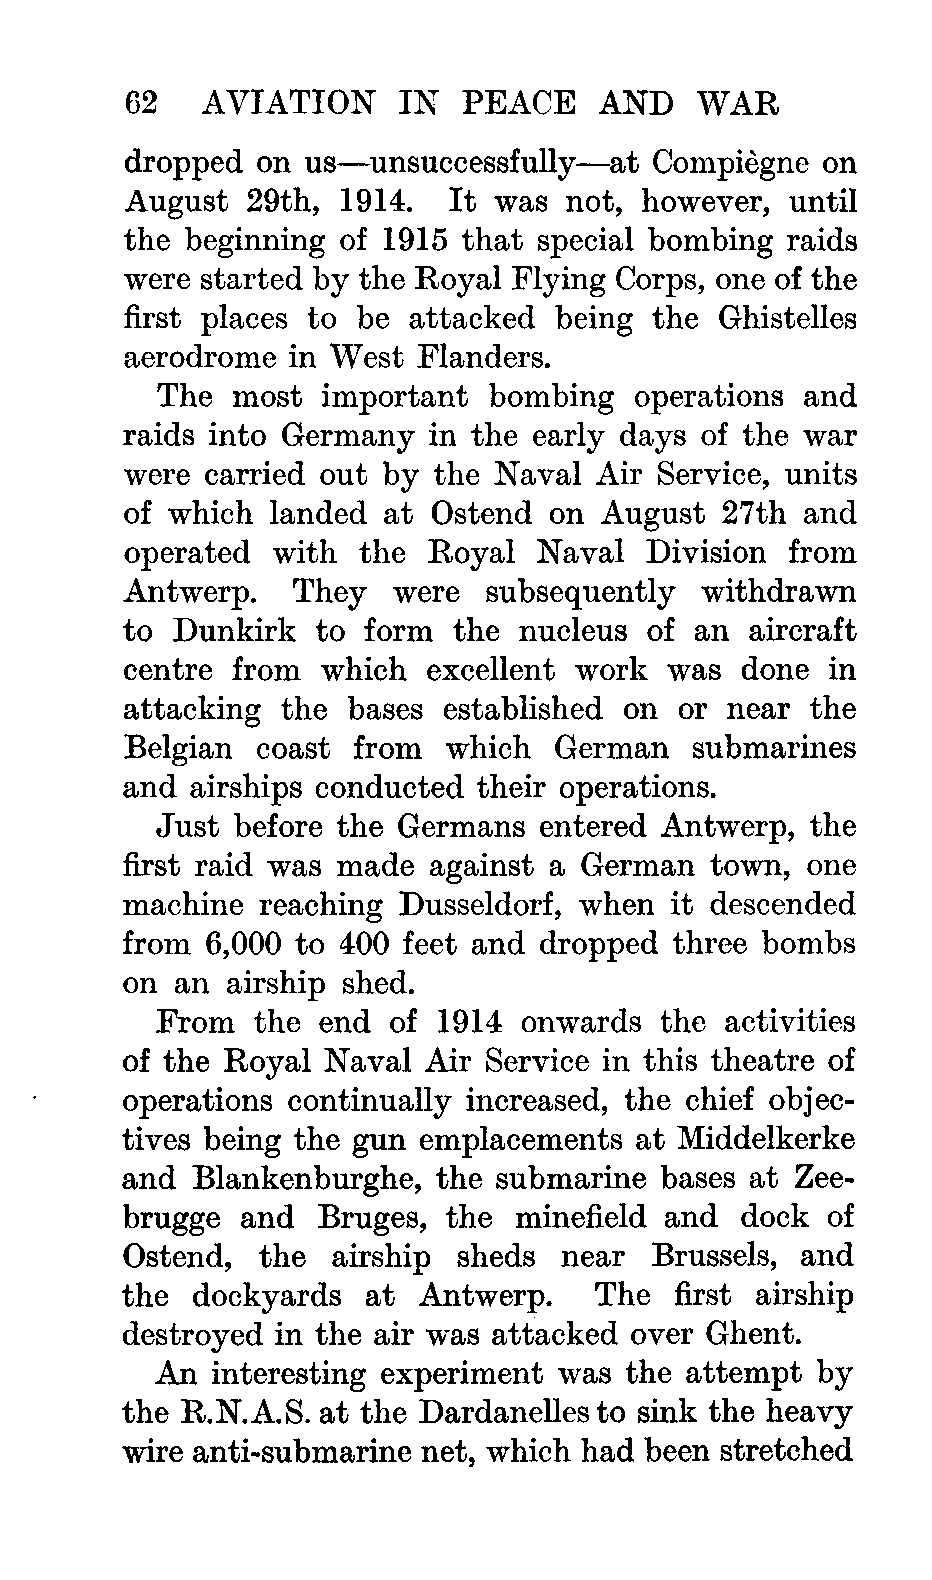 62 AVIATION IN PEACE AND WAR
dropped on us—unsuccessfully—at Compiègne on
August 29th, 1914. It was not, however, until
the beginning of 1915 that special bombing raids
were started by the Royal Flying Corps, one of the
first places to be attacked being the Ghistelles
aerodrome in West Flanders.
The most important bombing operations and
raids into Germany in the early days of the war
were carried out by the Naval Air Service, units
of which landed at Ostend on August 27th and
operated with the Royal Naval Division from
Antwerp. They were subsequently withdrawn
to Dunkirk to form the nucleus of an aircraft
centre from which excellent work was done in
attacking the bases established on or near the
Belgian coast from which German submarines
and airships conducted their operations.
Just before the Germans entered Antwerp, the
first raid was made against a German town, one
machine reaching Dusseldorf, when it descended
from 6,000 to 400 feet and dropped three bombs
on an airship shed.
From the end of 1914 onwards the activities
of the Royal Naval Air Service in this theatre of
operations continually increased, the chief objec-
tives being the gun emplacements at Middelkerke
and Blankenburghe, the submarine bases at Zee-
brugge and Bruges, the minefield and dock of
Ostend, the airship sheds near Brussels, and
the dockyards at Antwerp. The first airship
destroyed in the air was attacked over Ghent.
An interesting experiment was the attempt by
the R.N.A.S. at the Dardanelles to sink the heavy
wire anti-submarine net, which had been stretched